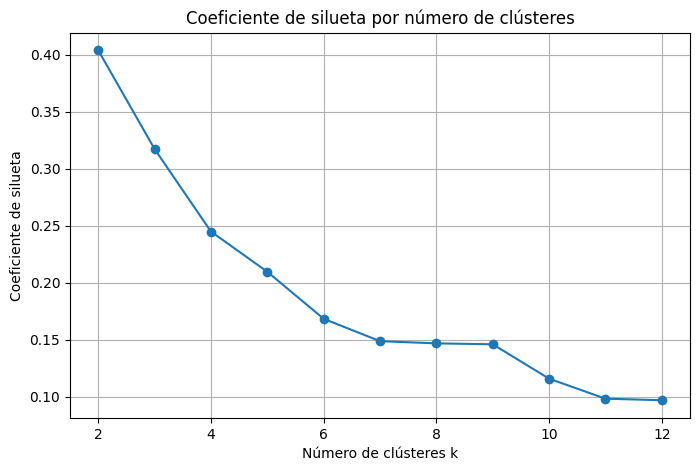 Coeficiente de silueta por número de clústeres
Coeficiente de silueta
0.40
0.35
0.30
0.25
0.20
0.15
0.10
2 4 6 8 10 12
Número de clústeres k